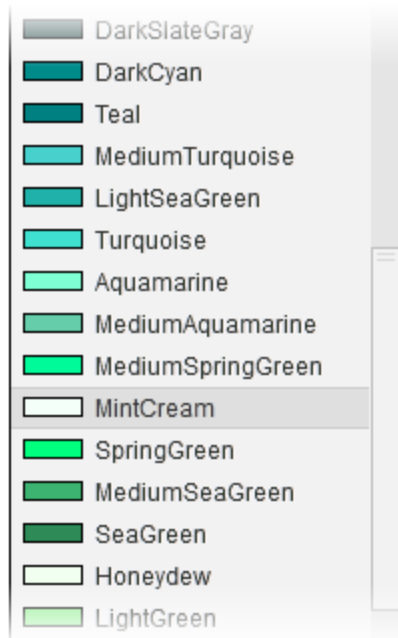 DarkSlateGray
DarkCyan
Teal
MediumTurquoise
LightSeaGreen
Turquoise
Aquamarine
MediumAquamarine
MediumSpringGreen
MintCream
SpringGreen
MediumSeaGreen
SeaGreen
Honeydew
LightGreen